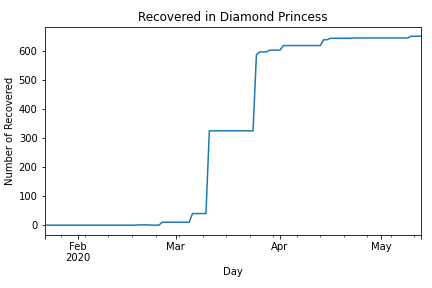 Recovered in Diamond Princess
Number of Recovered
600
500
400
300
200
100
0
Feb
2020
Mar
Apr
May
Day